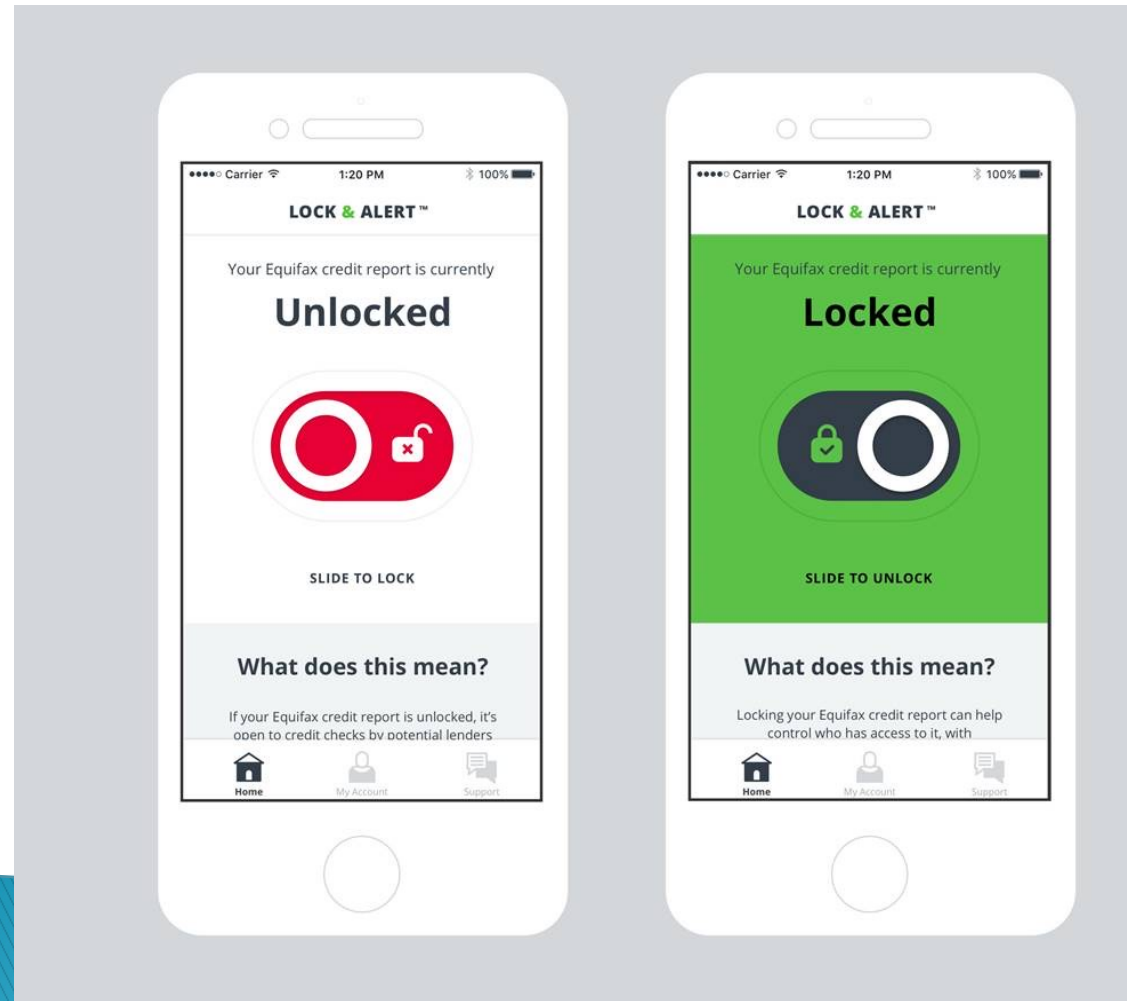 Carrier 1:20 PM 100%
LOCK & ALERT™
Your Equifax credit report is currently
Unlocked
SLIDE TO LOCK
What does this mean?
If your Equifax credit report is unlocked, it's
open to credit checks by potential lenders
Home My Account Support
Carrier 1:20 PM 100%
LOCK & ALERT™
Your Equifax credit report is currently
Locked
SLIDE TO UNLOCK
What does this mean?
Locking your Equifax credit report can help
control who has access to it, with
Home My Account Support